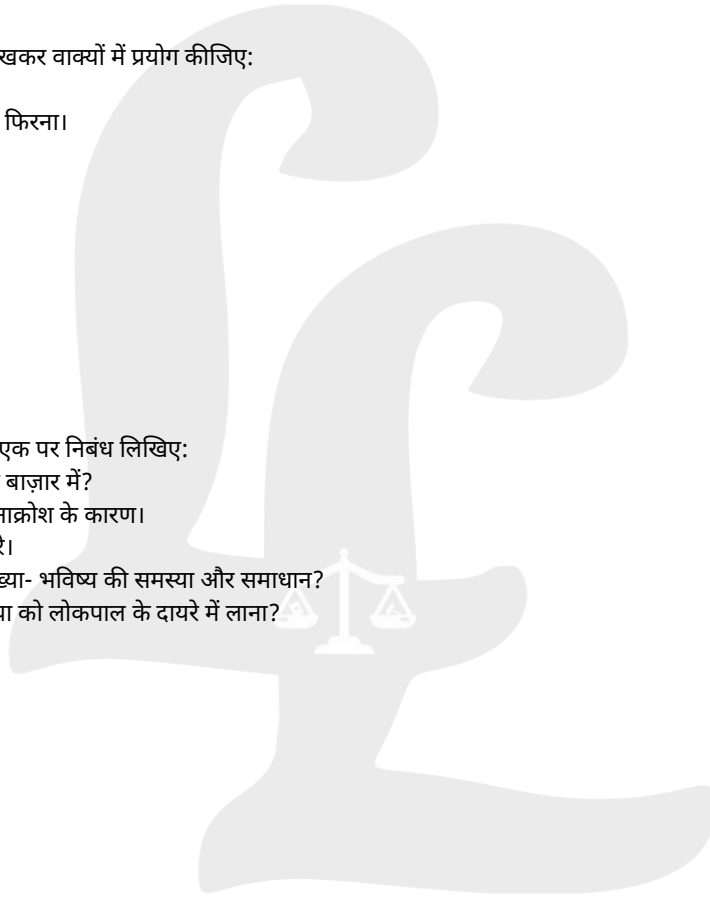 खकर वाक्यों में प्रयोग कीजिए:
फिरना।
एक पर निबंध लिखिए:
बाज़ार में?
नाक्रोश के कारण।
रे।
ख्या- भविष्य की समस्या और समाधान?
या को लोकपाल के दायरे में लाना?